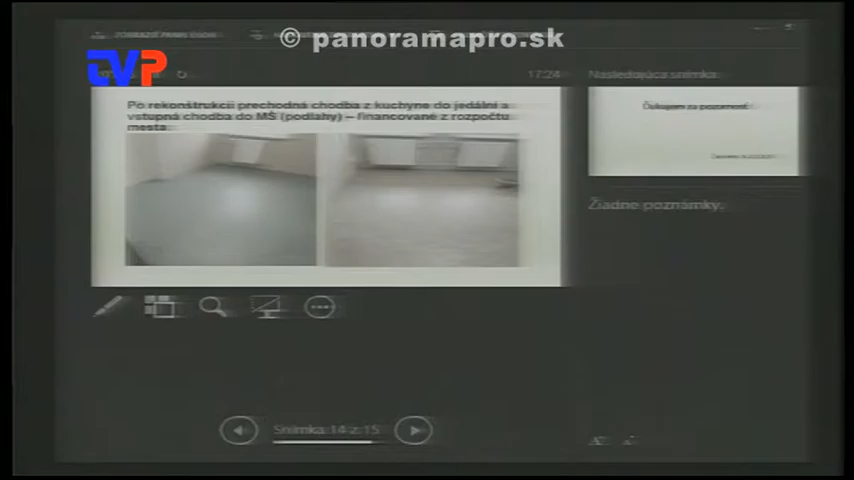 © panoramapro.sk
TVP
17:24
Nasledujúca snímka
Po rekonštrukcii prechodná chodba z kuchyne do jedální a
vstupná chodba do MŠ (podlahy) – financované z rozpočtu
mesta
Ďakujem za pozornosť
Žiadne poznámky.
Snímka 14 z 15